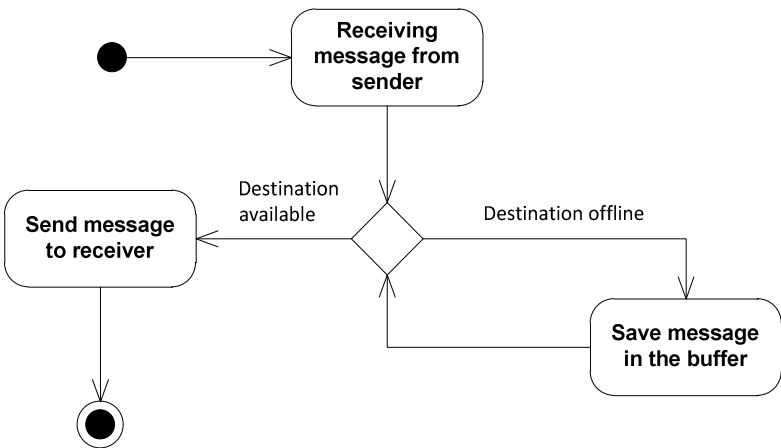 Receiving
message from
sender
Destination
available
Destination offline
Send message
to receiver
Save message
in the buffer